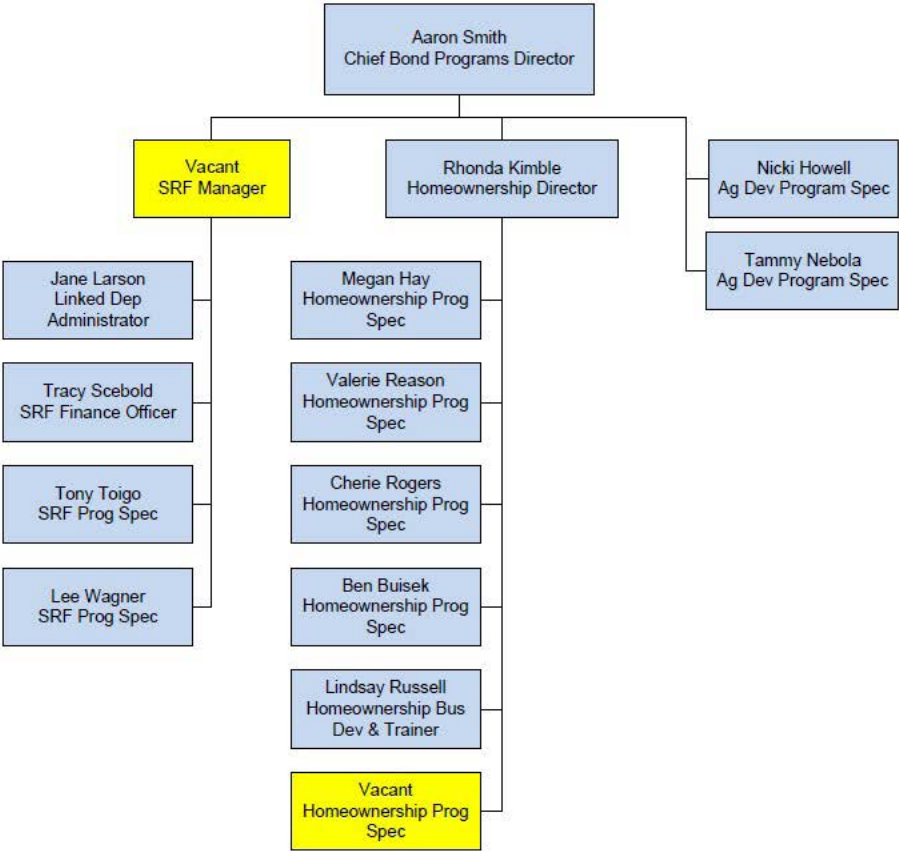 Aaron Smith
Chief Bond Programs Director
Vacant
SRF Manager
Rhonda Kimble
Homeownership Director
Nicki Howell
Ag Dev Program Spec
Tammy Nebola
Ag Dev Program Spec
Jane Larson
Linked Dep
Administrator
Tracy Scebold
SRF Finance Officer
Tony Toigo
SRF Prog Spec
Lee Wagner
SRF Prog Spec
Megan Hay
Homeownership Prog
Spec
Valerie Reason
Homeownership Prog
Spec
Cherie Rogers
Homeownership Prog
Spec
Ben Buisek
Homeownership Prog
Spec
Lindsay Russell
Homeownership Bus
Dev & Trainer
Vacant
Homeownership Prog
Spec